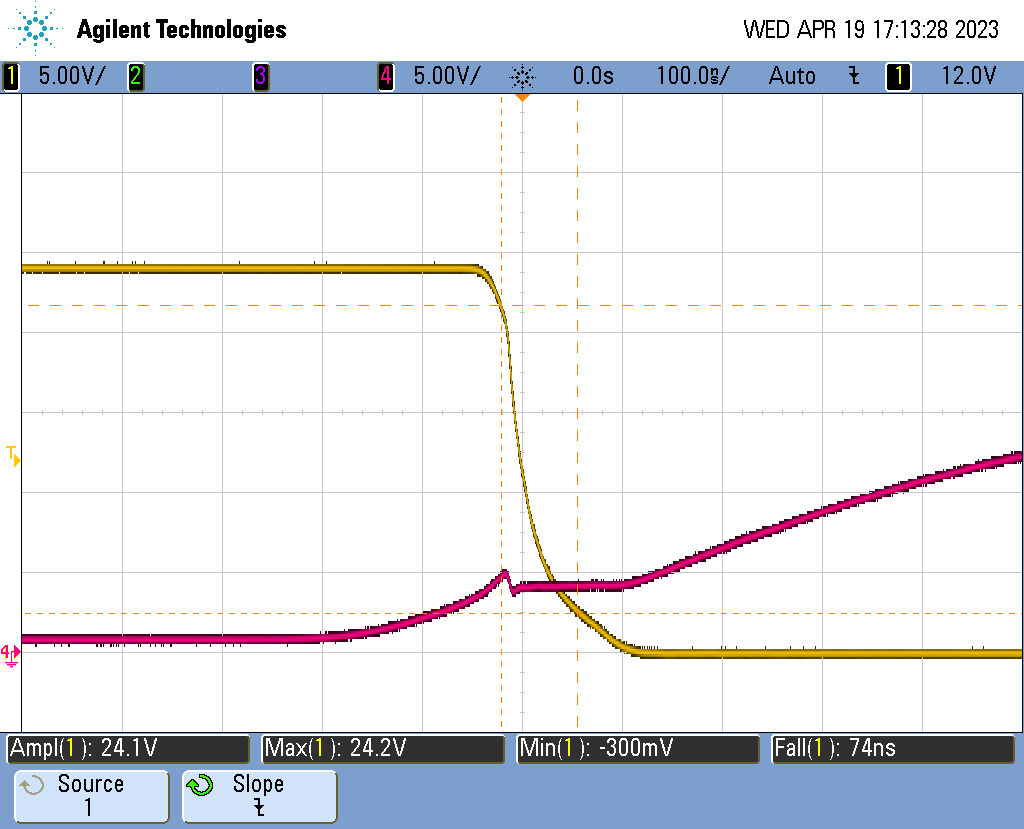 Agilent Technologies WED APR 19 17:13:28 2023
1 5.00V/ 2 3 4 5.00V/ 0.0s 100.0ns/ Auto 1 12.0V
T
4
Ampl(1): 24.1V Max(1): 24.2V Min(1): -300mV Fall(1): 74ns
Source Slope
1